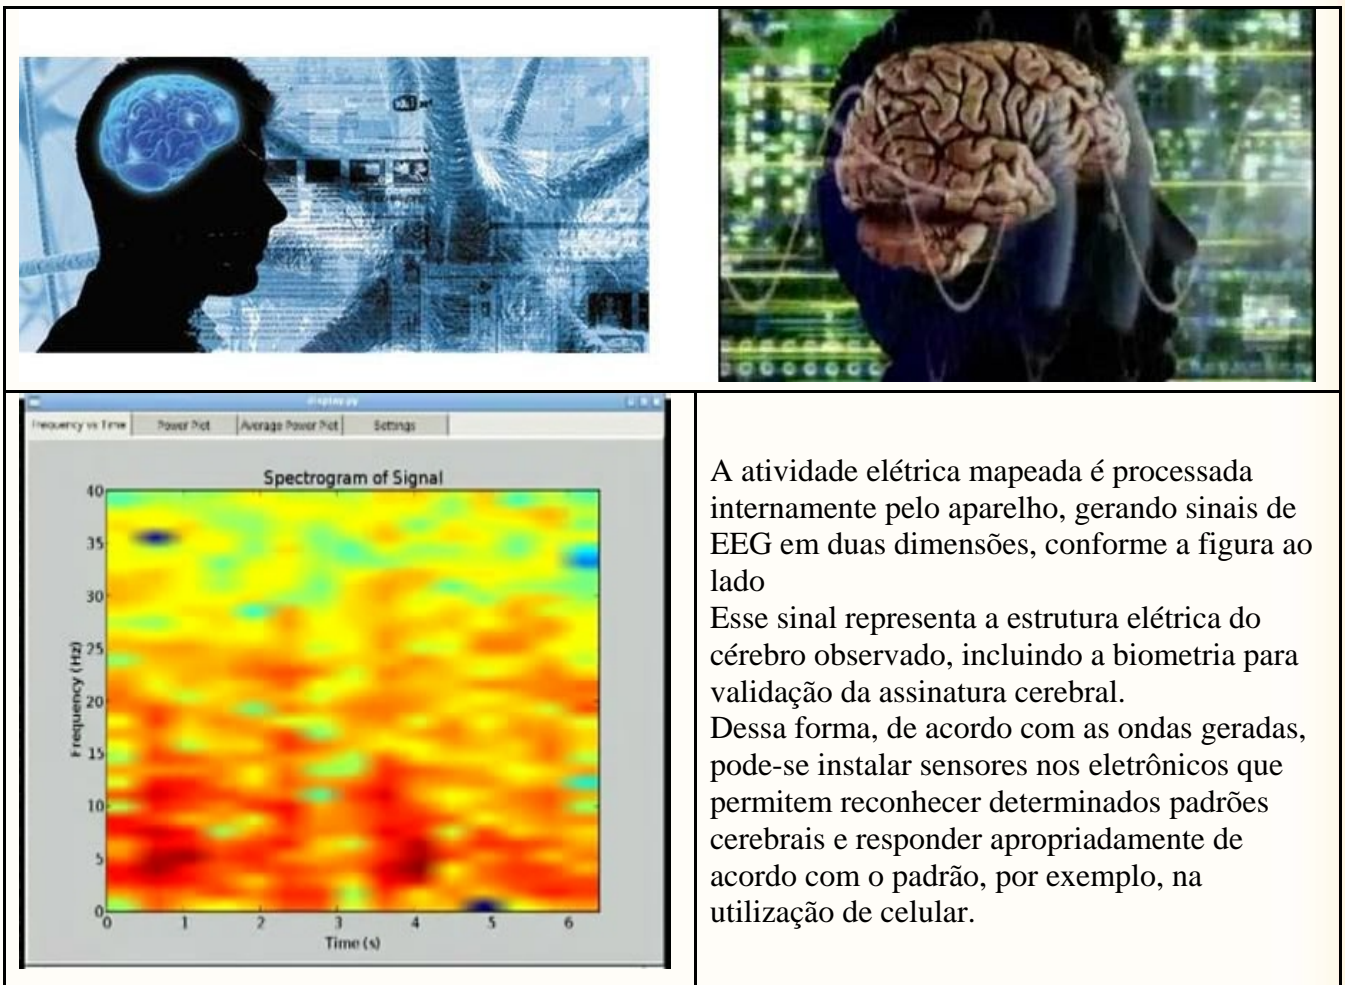 display.py
Frequency vs Time Power Plot Average Power Plot Settings
Spectrogram of Signal
40
35
30
25
20
15
10
5
0
Frequency (Hz)
0 1 2 3 4 5 6
Time (s)
A atividade elétrica mapeada é processada
internamente pelo aparelho, gerando sinais de
EEG em duas dimensões, conforme a figura ao
lado
Esse sinal representa a estrutura elétrica do
cérebro observado, incluindo a biometria para
validação da assinatura cerebral.
Dessa forma, de acordo com as ondas geradas,
pode-se instalar sensores nos eletrônicos que
permitem reconhecer determinados padrões
cerebrais e responder apropriadamente de
acordo com o padrão, por exemplo, na
utilização de celular.